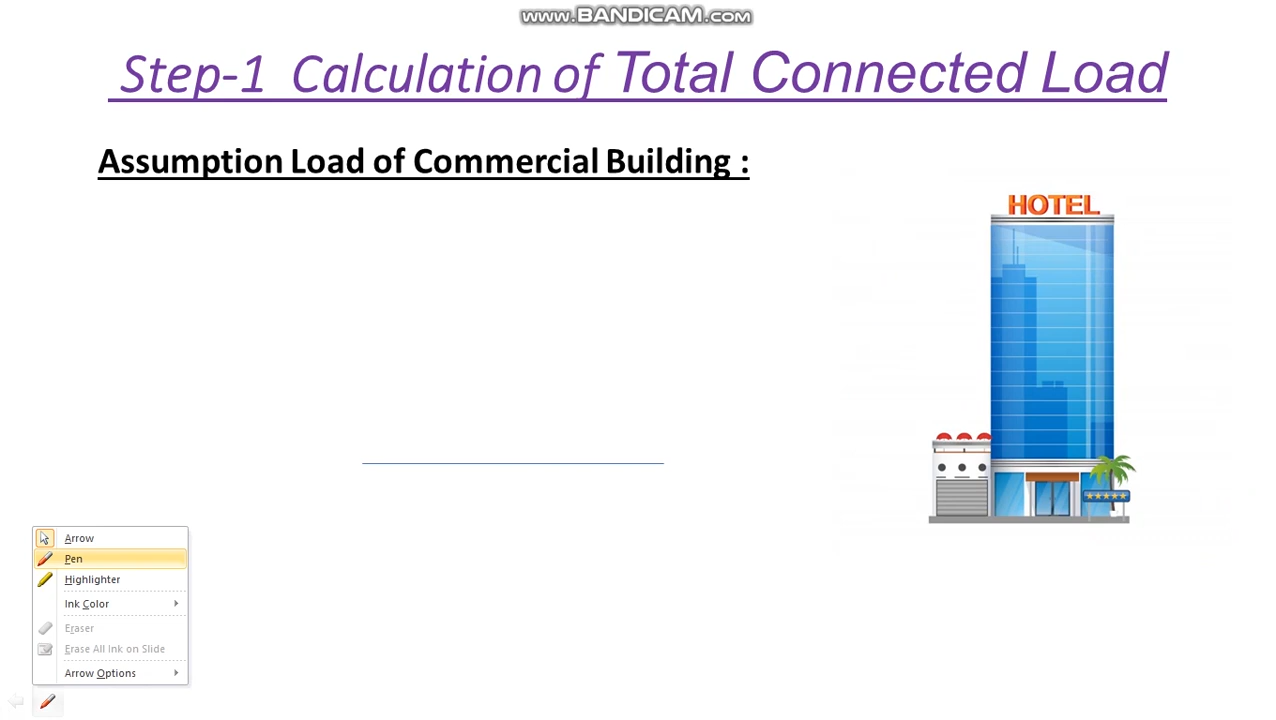 www.BANDICAM.com
Step-1 Calculation of Total Connected Load
Assumption Load of Commercial Building :
HOTEL
Arrow
Pen
Highlighter
Ink Color
Eraser
Erase All Ink on Slide
Arrow Options